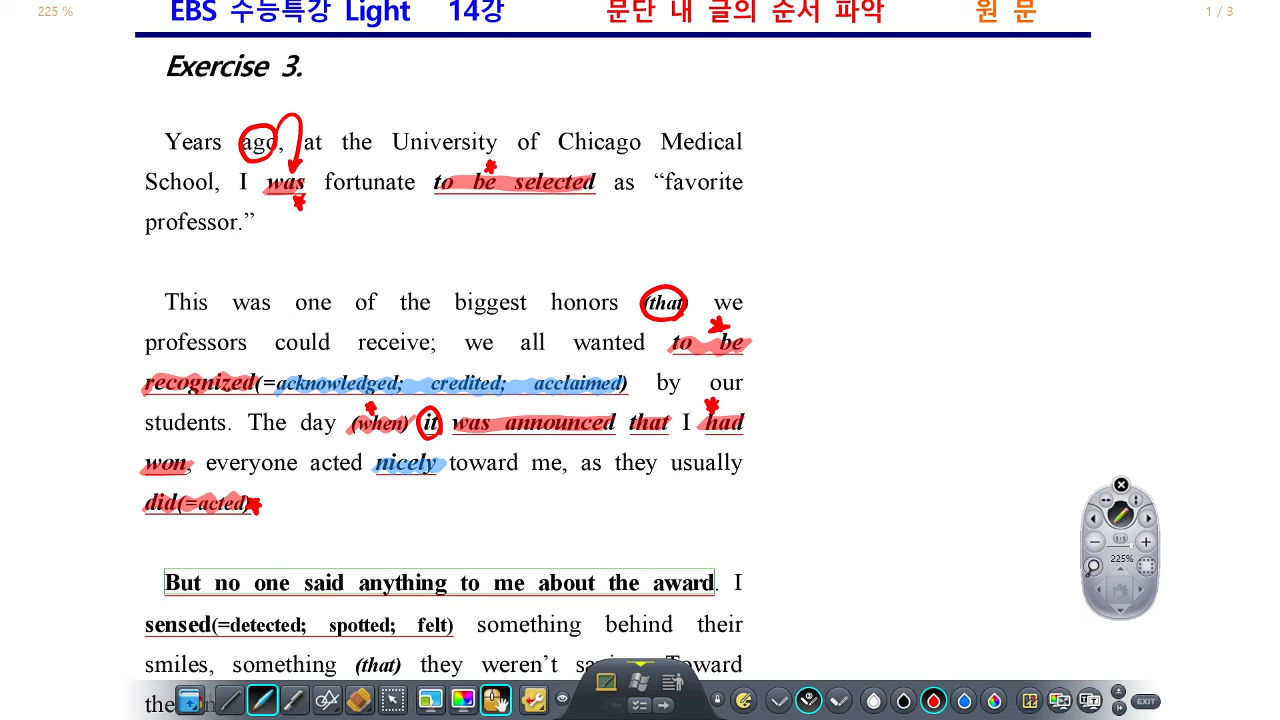 225 %
EBS 수능특강 Light 14강 문단 내 글의 순서 파악 원 문
1 / 3
Exercise 3.
Years ago, at the University of Chicago Medical
School, I was fortunate to be selected as “favorite
professor.”
This was one of the biggest honors (that) we
professors could receive; we all wanted to be
recognized(=acknowledged; credited; acclaimed) by our
students. The day (when) it was announced that I had
won, everyone acted nicely toward me, as they usually
did(=acted)
But no one said anything to me about the award. I
sensed(=detected; spotted; felt) something behind their
smiles, something (that) they weren’t Toward
the
1:1
225%
EXIT